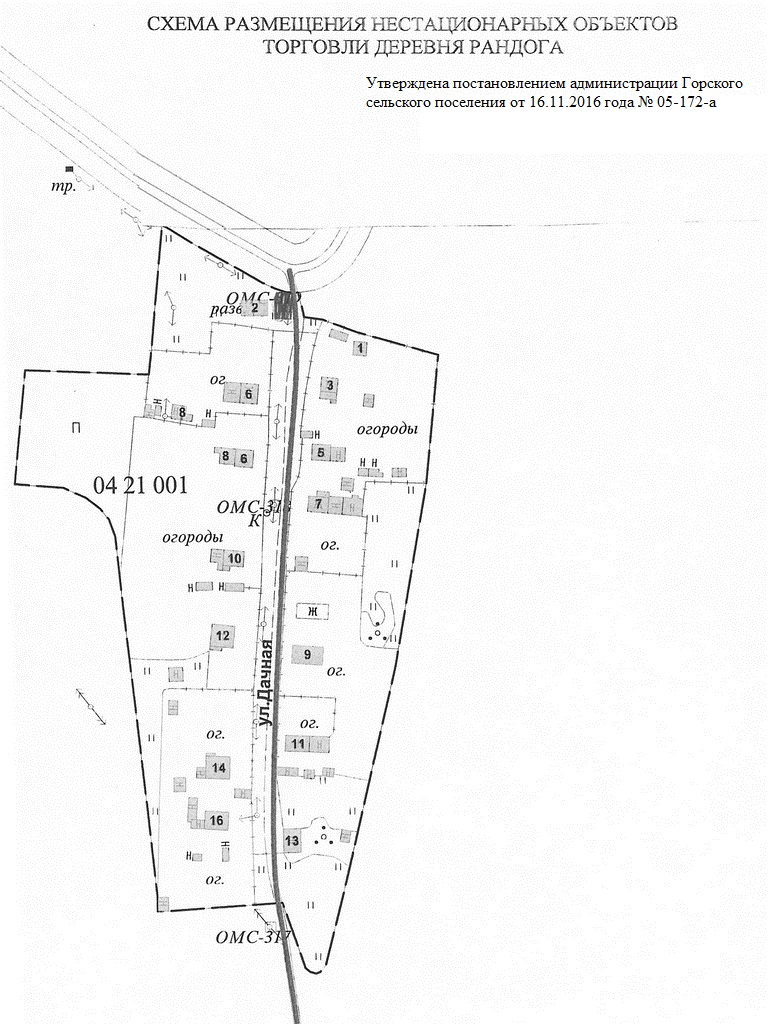 СХЕМА РАЗМЕЩЕНИЯ НЕСТАЦИОНАРНЫХ ОБЪЕКТОВ
ТОРГОВЛИ ДЕРЕВНЯ РАНДОГА
Утверждена постановлением администрации Горского
сельского поселения от 16.11.2016 года № 05-172-а
тр.
2
1
3
ог
6
8
Н
огороды
П
Н
5
8 6
Н Н
04 21 001
7
К
огороды
ог.
10
Н Н
Ж
12
9
ог.
ул.Дачная
ог.
ог.
11
14
16
13
Н
Н
ог.
ОМС-317